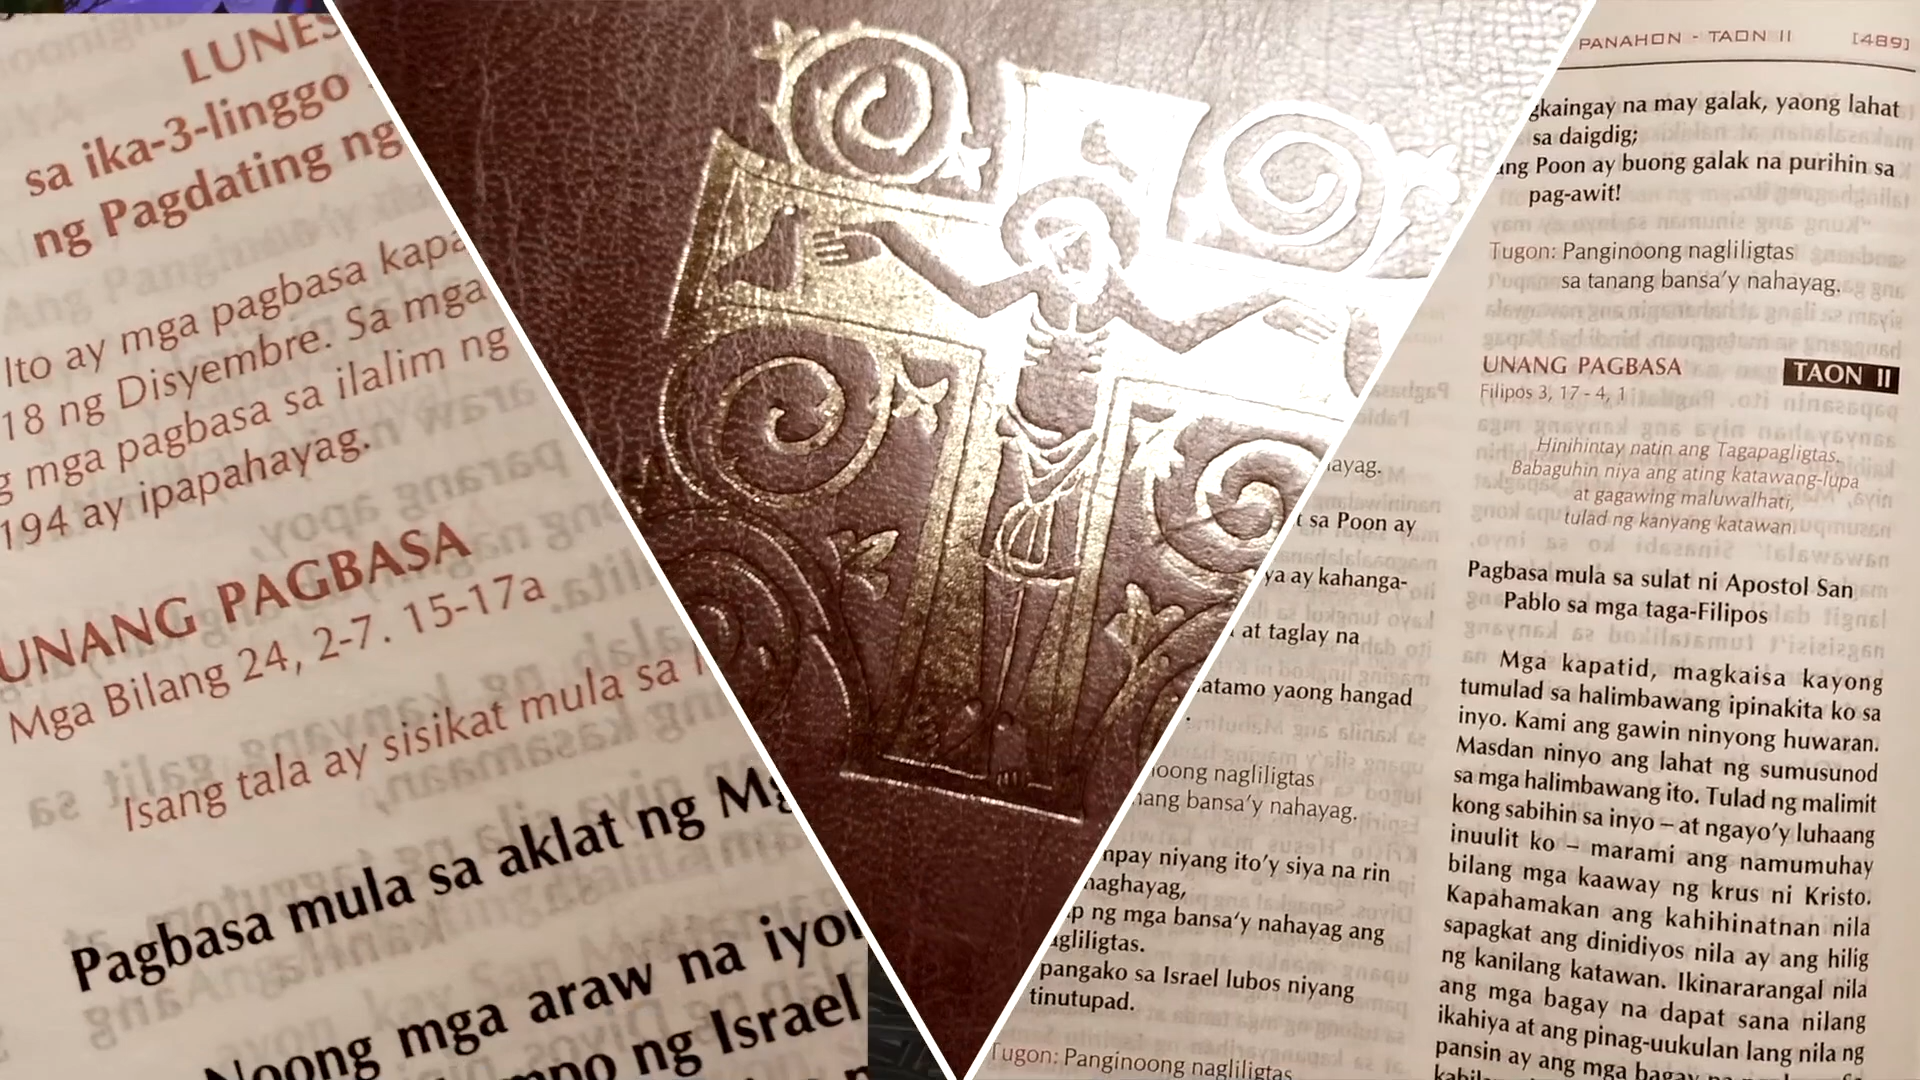 LUNES
sa ika-3-linggo
ng Pagdating ng
Ito ay mga pagbasa kapa
18 ng Disyembre. Sa mga
g mga pagbasa sa ilalim ng
194 ay ipapahayag.
UNANG PAGBASA
Mga Bilang 24, 2-7. 15-17a
Isang tala ay sisikat mula sa
Pagbasa mula sa aklat ng Mg
Noong mga araw na iyon
ng Israel
ayag.
sa Poon ay
ya ay kahanga-
at taglay na
atamo yaong hangad
oong nagliligtas
nang bansa'y nahayag.
mpay niyang ito'y siya na rin
naghayag,
p ng mga bansa'y nahayag ang
agliligtas.
pangako sa Israel lubos niyang
tinutupad.
Tugon: Panginoong nagliligtas
PANAHON - TAON II [489]
gkaingay na may galak, yaong lahat
sa daigdig;
ang Poon ay buong galak na purihin sa
pag-awit!
Tugon: Panginoong nagliligtas
sa tanang bansa'y nahayag.
UNANG PAGBASA TAON II
Filipos 3, 17 - 4, 1
Hinihintay natin ang Tagapagligtas.
Babaguhin niya ang ating katawang-lupa
at gagawing maluwalhati,
tulad ng kanyang katawan.
Pagbasa mula sa sulat ni Apostol San
Pablo sa mga taga-Filipos
Mga kapatid, magkaisa kayong
tumulad sa halimbawang ipinakita ko sa
inyo. Kami ang gawin ninyong huwaran.
Masdan ninyo ang lahat ng sumusunod
sa mga halimbawang ito. Tulad ng malimit
kong sabihin sa inyo – at ngayo'y luhaang
inuulit ko – marami ang namumuhay
bilang mga kaaway ng krus ni Kristo.
Kapahamakan ang kahihinatnan nila
sapagkat ang dinidiyos nila ay ang hilig
ng kanilang katawan. Ikinararangal nila
ang mga bagay na dapat sana nilang
ikahiya at ang pinag-uukulan lang nila ng
pansin ay ang mga bagay na